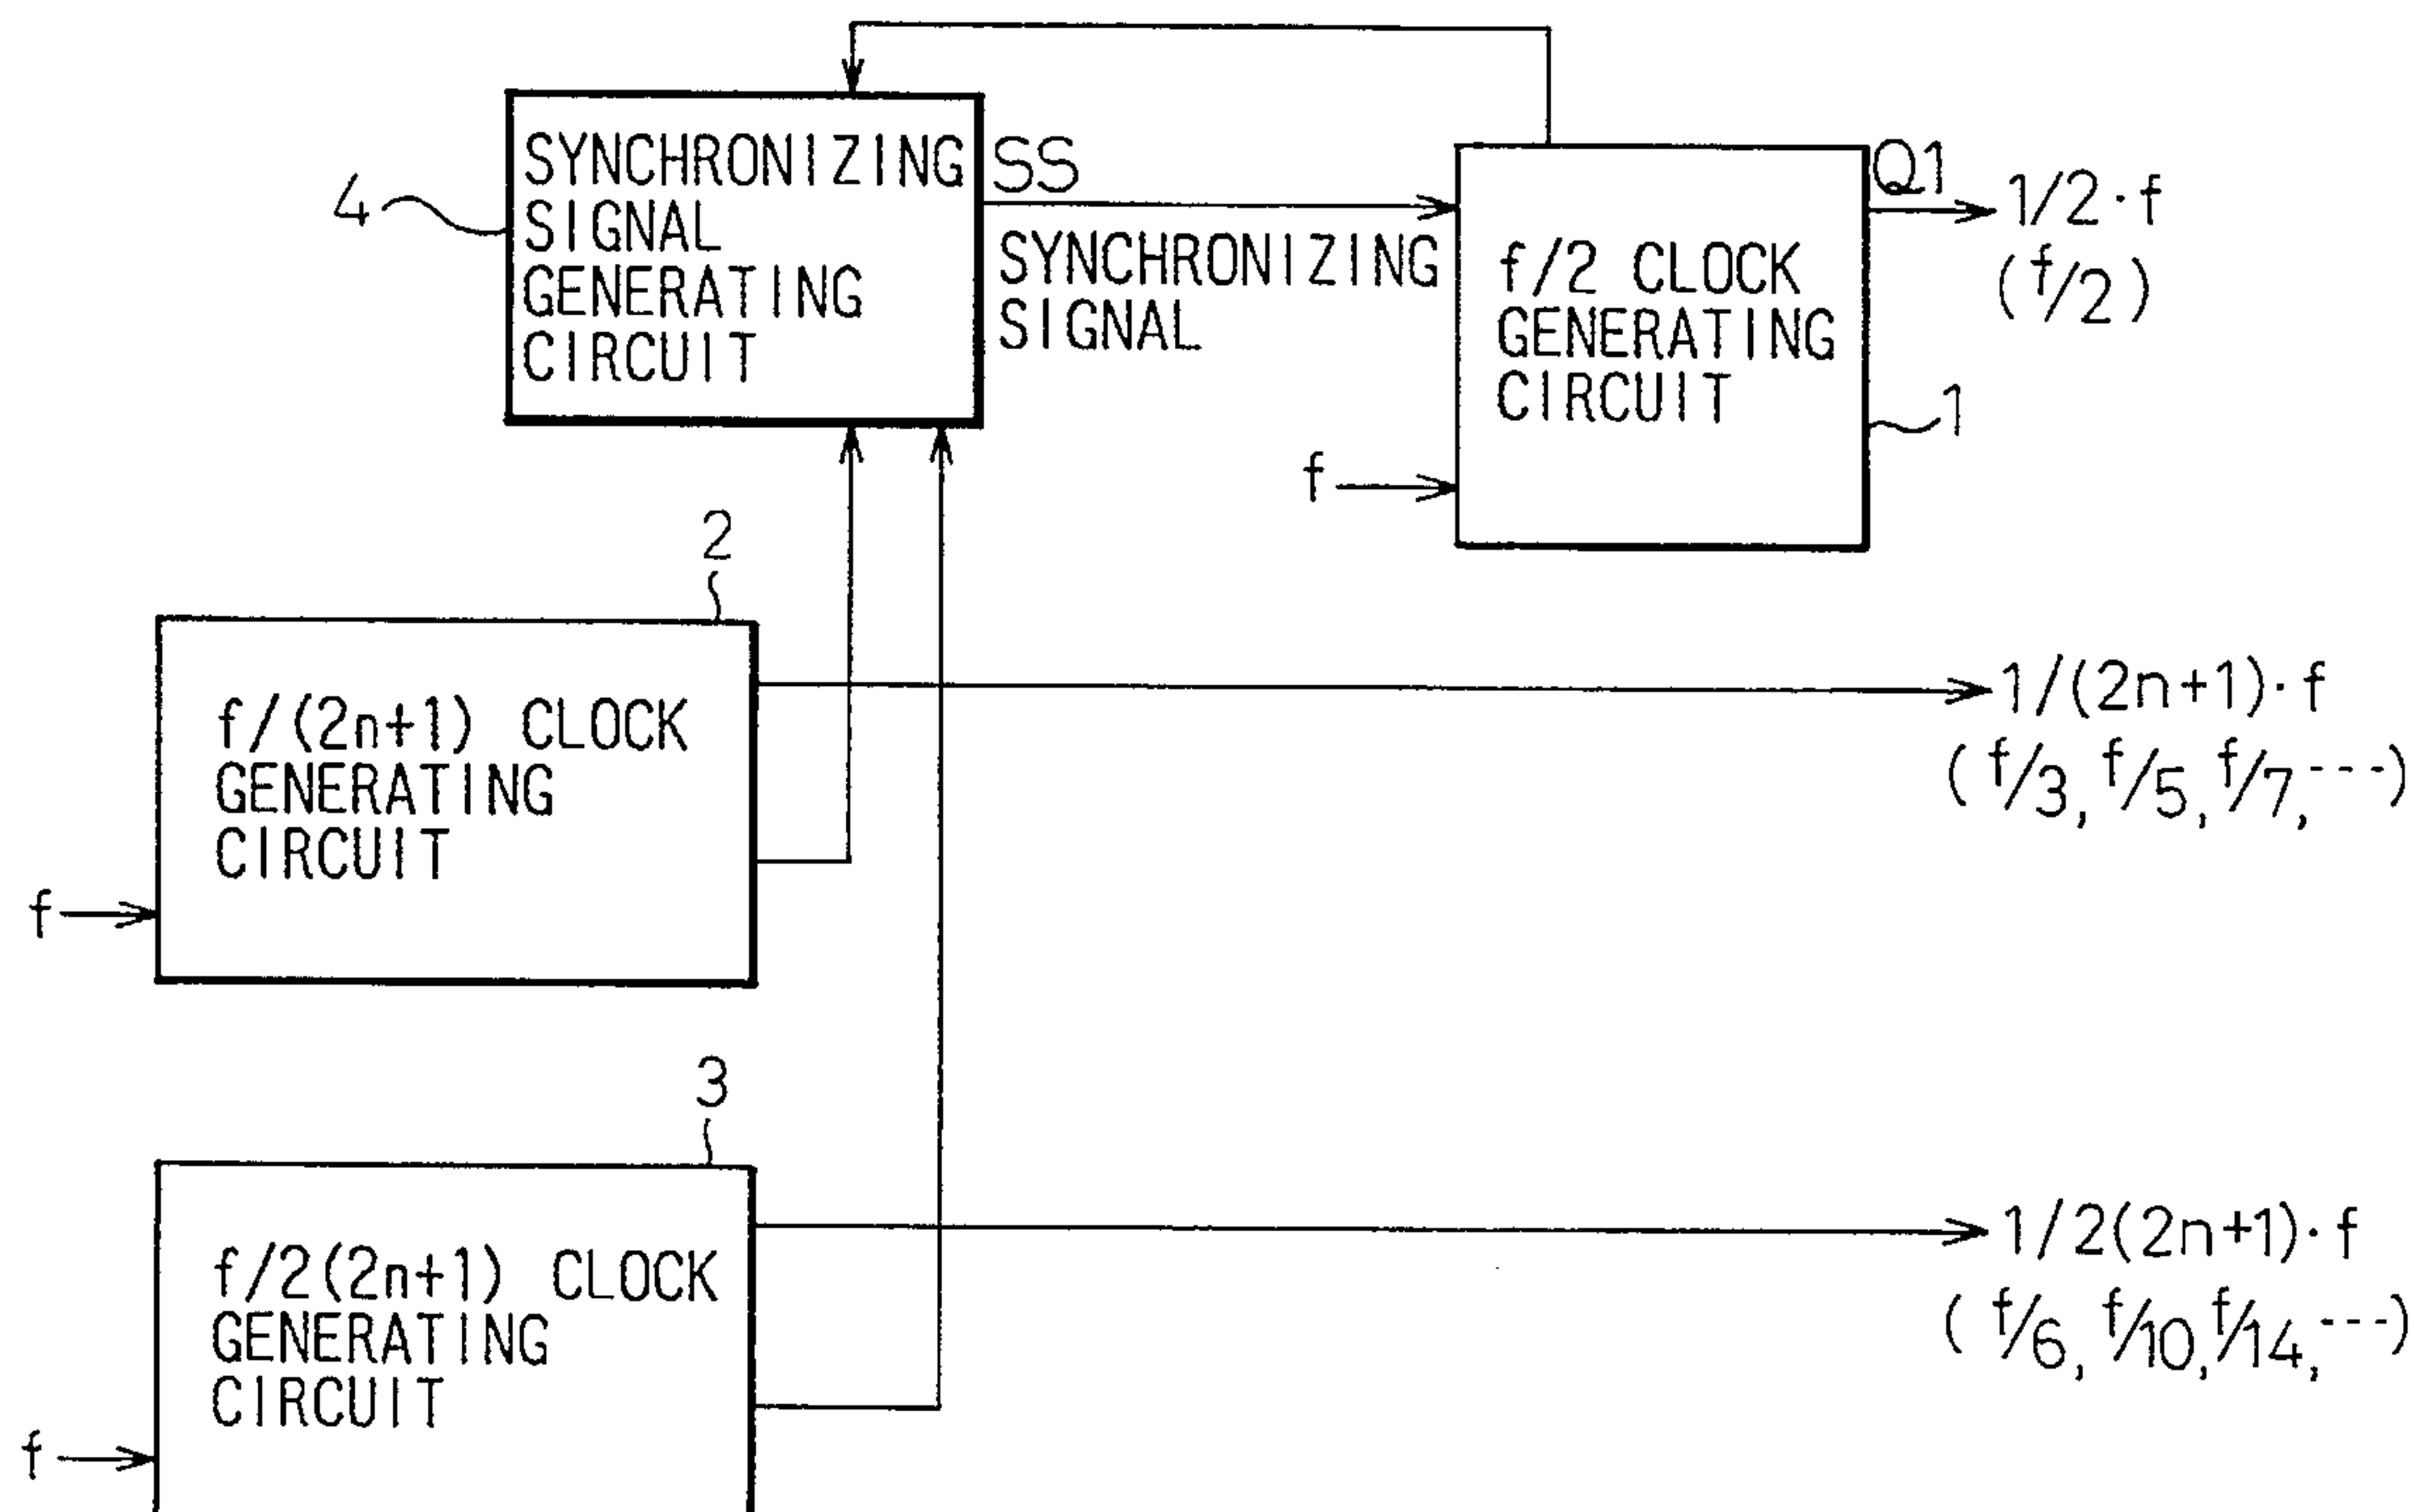 4
SYNCHRONIZING
SIGNAL
GENERATING
CIRCUIT
SS
SYNCHRONIZING
SIGNAL
f/2 CLOCK
GENERATING
CIRCUIT
Q1
1/2·f
(f/2)
1
f
2
f/(2n+1) CLOCK
GENERATING
CIRCUIT
f
1/(2n+1)·f
(f/3, f/5, f/7, ---)
3
f/2(2n+1) CLOCK
GENERATING
CIRCUIT
f
1/2(2n+1)·f
(f/6, f/10, f/14, ---)